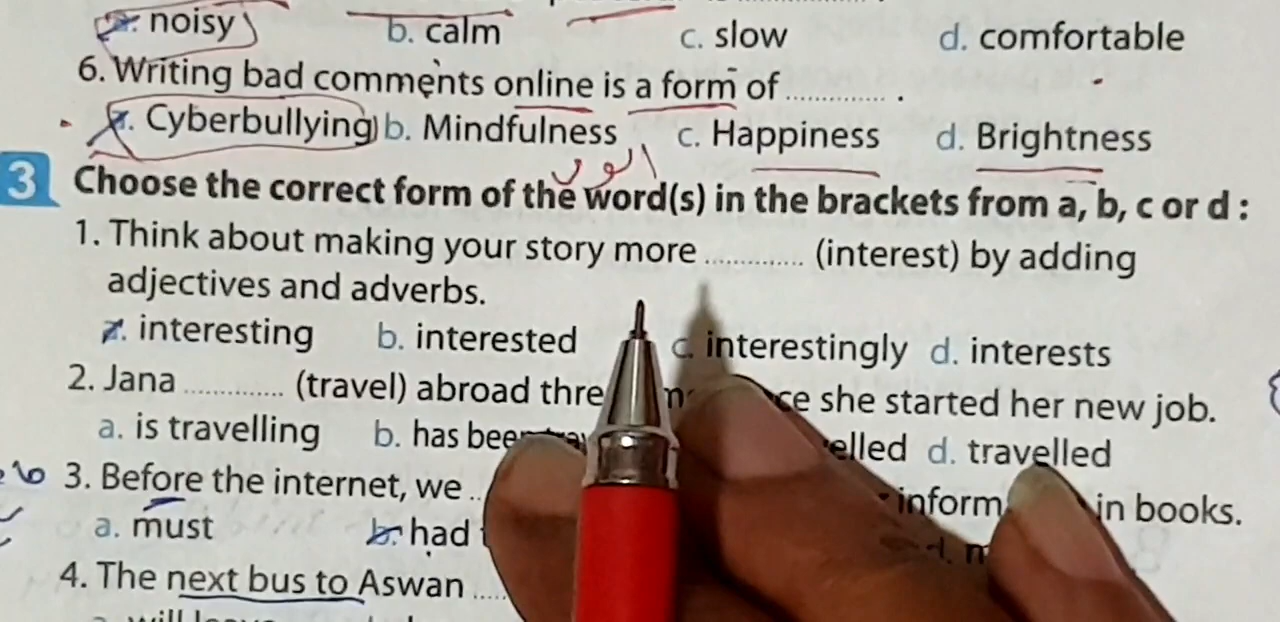 a. noisy b. calm c. slow d. comfortable
6. Writing bad comments online is a form of .............. .
a. Cyberbullying b. Mindfulness c. Happiness d. Brightness
3 Choose the correct form of the word(s) in the brackets from a, b, c or d :
1. Think about making your story more .............. (interest) by adding
adjectives and adverbs.
a. interesting b. interested c. interestingly d. interests
2. Jana .............. (travel) abroad she started her new job.
a. is travelling b. has d. travelled
3. Before the internet, we .. in books.
a. must b. had
4. The next bus to Aswan .....